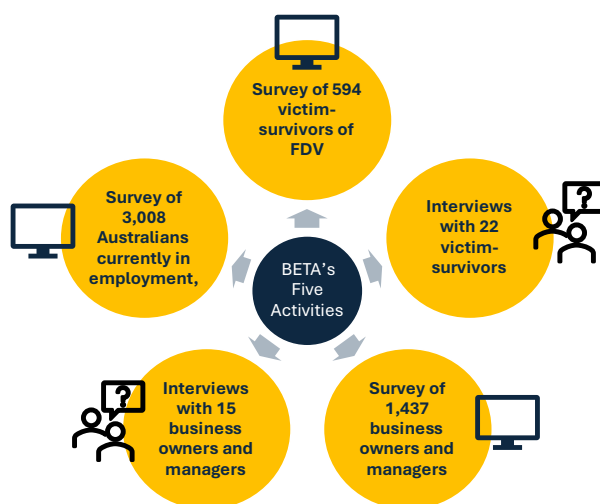 Survey of 594
victim-
survivors of
FDV
Survey of
3,008
Australians
currently in
employment,
Interviews
with 22
victim-
survivors
?
BETA's
Five
Activities
?
Interviews
with 15
business
owners and
managers
Survey of
1,437
business
owners and
managers